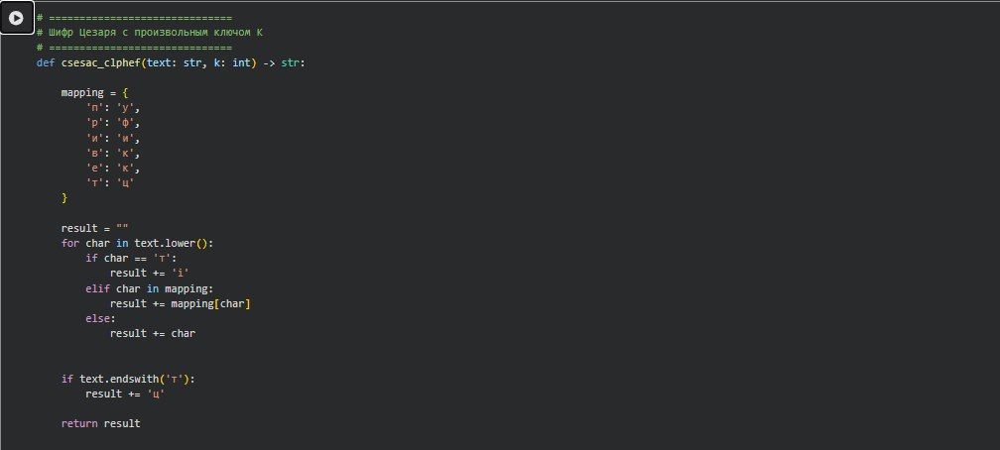 # ==============================
# Шифр Цезаря с произвольным ключом K
# ==============================
def csesac_clphef(text: str, k: int) -> str:
mapping = {
'п': 'у',
'р': 'ф',
'и': 'и',
'в': 'к',
'е': 'к',
'т': 'ц'
}
result = ""
for char in text.lower():
if char == 'т':
result += 'i'
elif char in mapping:
result += mapping[char]
else:
result += char
if text.endswith('т'):
result += 'ц'
return result